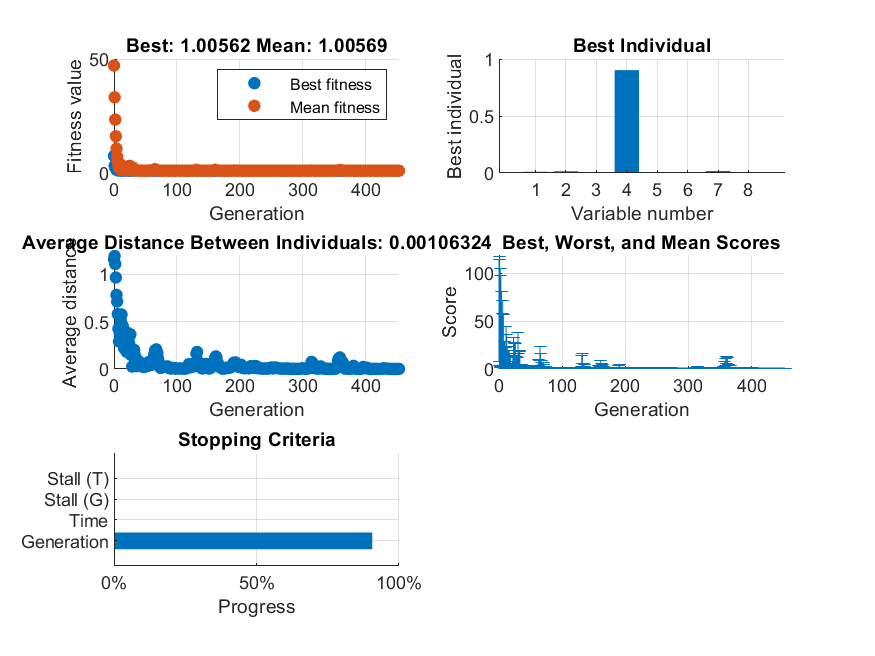 Best: 1.00562 Mean: 1.00569
Fitness value
50
0
Best fitness
Mean fitness
0 100 200 300 400
Generation
Best Individual
Best individual
1
0.5
0
1 2 3 4 5 6 7 8
Variable number
Average Distance Between Individuals: 0.00106324
Average distance
1
0.5
0
0 100 200 300 400
Generation
Best, Worst, and Mean Scores
Score
100
50
0
0 100 200 300 400
Generation
Stopping Criteria
Stall (T)
Stall (G)
Time
Generation
0% 50% 100%
Progress